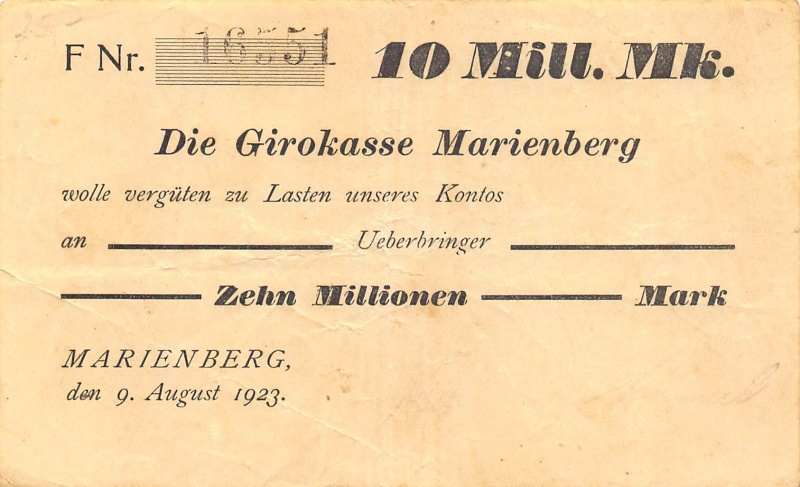 F Nr. 16551 10 Mill. Mk.
Die Girokasse Marienberg
wolle vergüten zu Lasten unseres Kontos
an Ueberbringer
Zehn Millionen Mark
MARIENBERG,
den 9. August 1923.